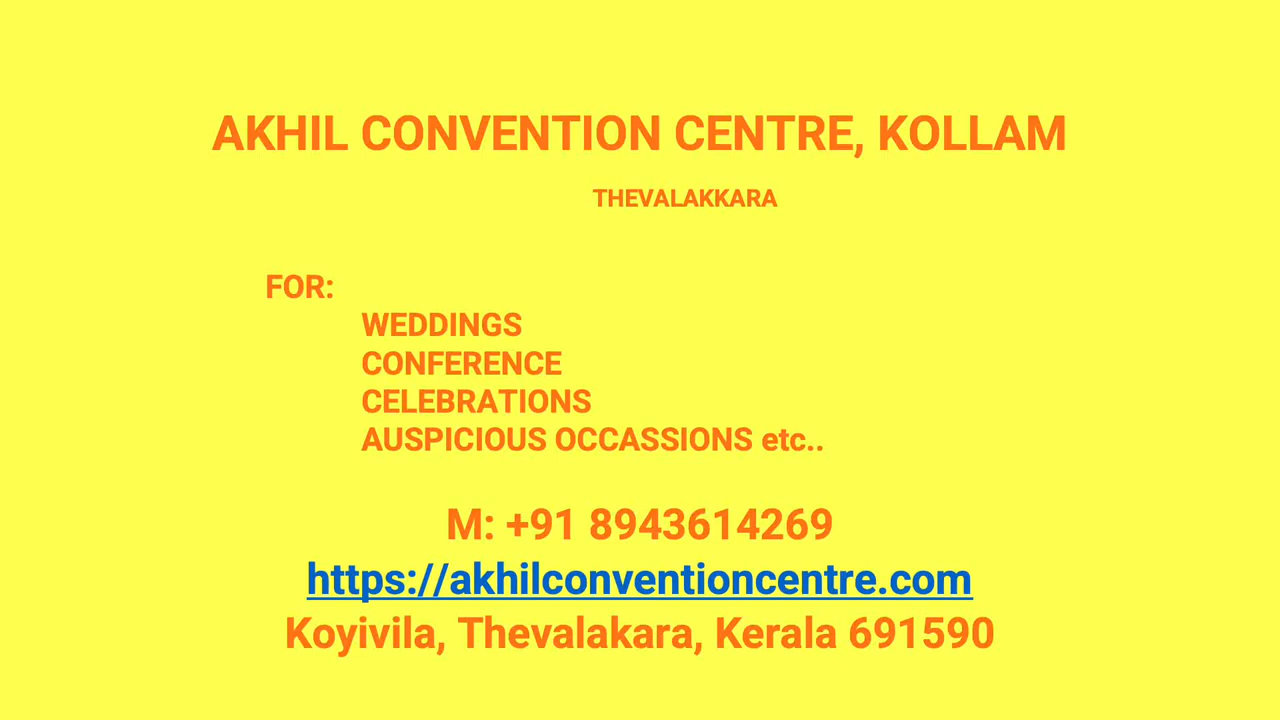 AKHIL CONVENTION CENTRE, KOLLAM
THEVALAKKARA
FOR:
WEDDINGS
CONFERENCE
CELEBRATIONS
AUSPICIOUS OCCASSIONS etc..
M: +91 8943614269
https://akhilconventioncentre.com
Koyivila, Thevalakara, Kerala 691590